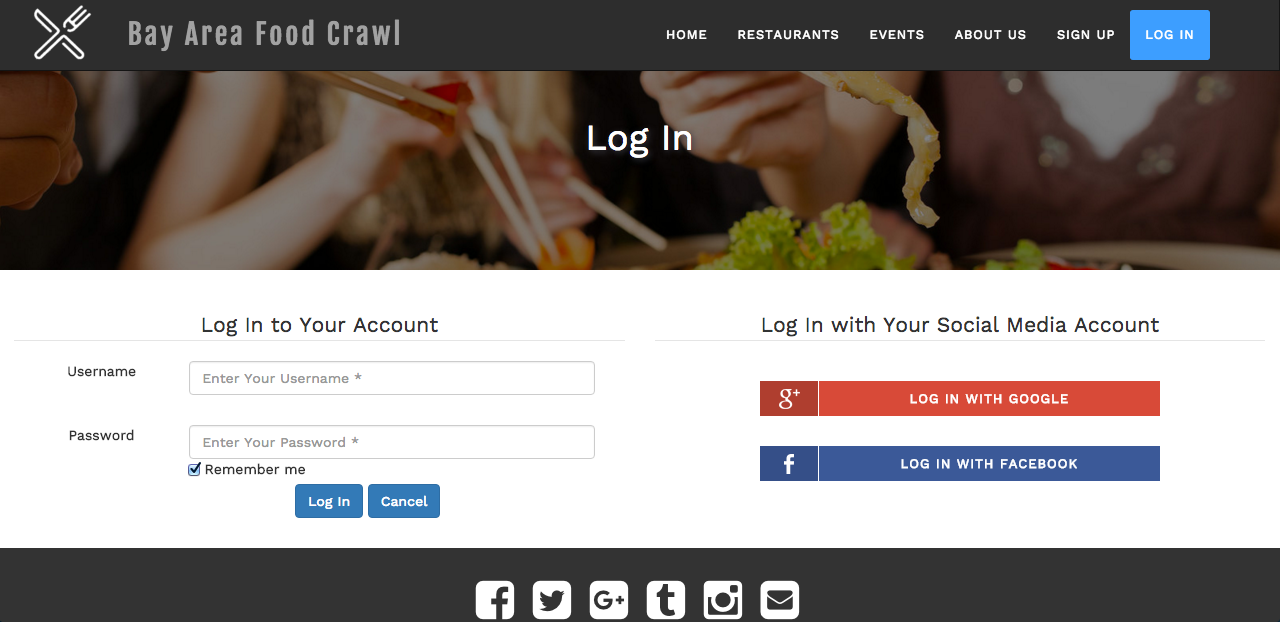 Bay Area Food Crawl
HOME RESTAURANTS EVENTS ABOUT US SIGN UP LOG IN
Log In
Log In to Your Account
Username
Enter Your Username *
Password
Enter Your Password *
Remember me
Log In Cancel
Log In with Your Social Media Account
g+ LOG IN WITH GOOGLE
f LOG IN WITH FACEBOOK
f G+ t